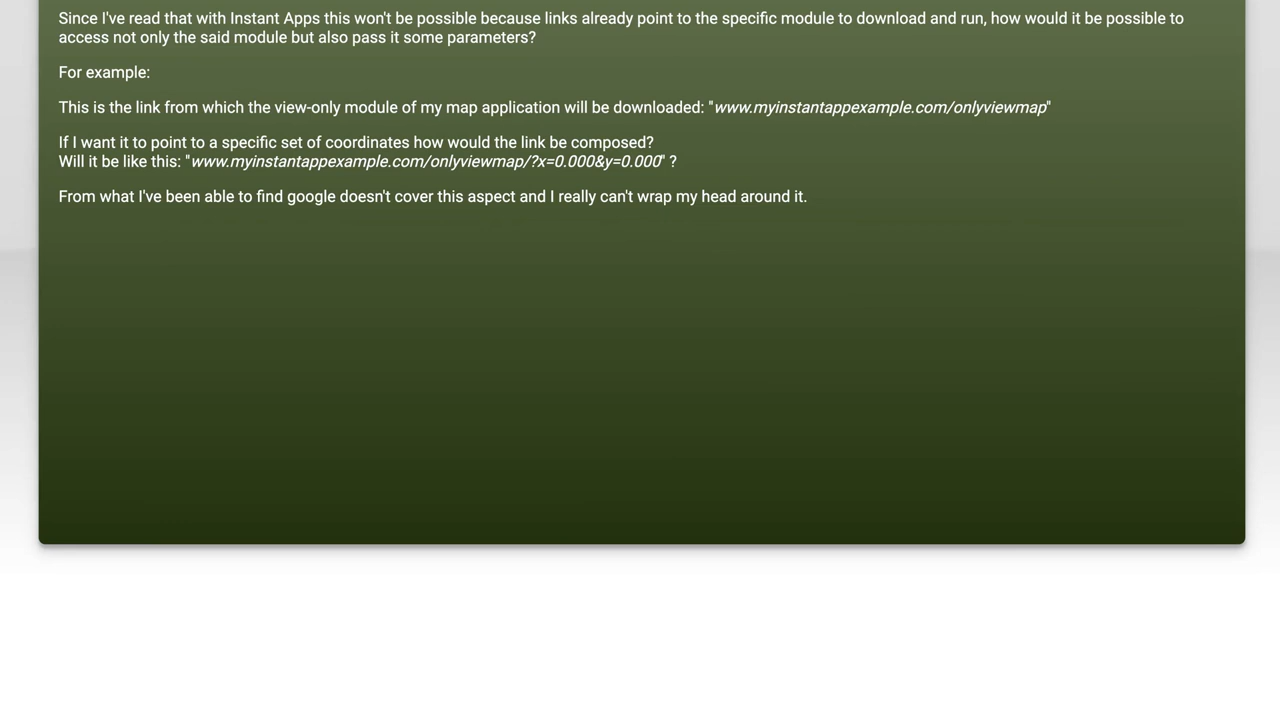 Since I've read that with Instant Apps this won't be possible because links already point to the specific module to download and run, how would it be possible to
access not only the said module but also pass it some parameters?
For example:
This is the link from which the view-only module of my map application will be downloaded: "www.myinstantappexample.com/onlyviewmap"
If I want it to point to a specific set of coordinates how would the link be composed?
Will it be like this: "www.myinstantappexample.com/onlyviewmap/?x=0.000&y=0.000" ?
From what I've been able to find google doesn't cover this aspect and I really can't wrap my head around it.